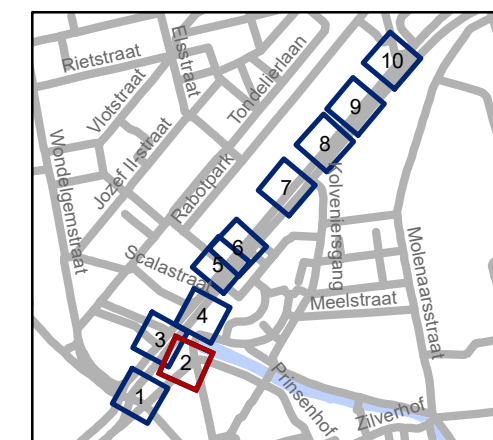 Rietstraat
Elsstraat
Tondelierlaan
10
Vlotstraat
9
Jozef II-straat
8
Wondelgemstraat
Rabotpark
7
Kolveniersgang
Molenaarsstraat
6
5
Scalastraat
Meelstraat
4
3
2
Prinsenhof
1
Zilverhof